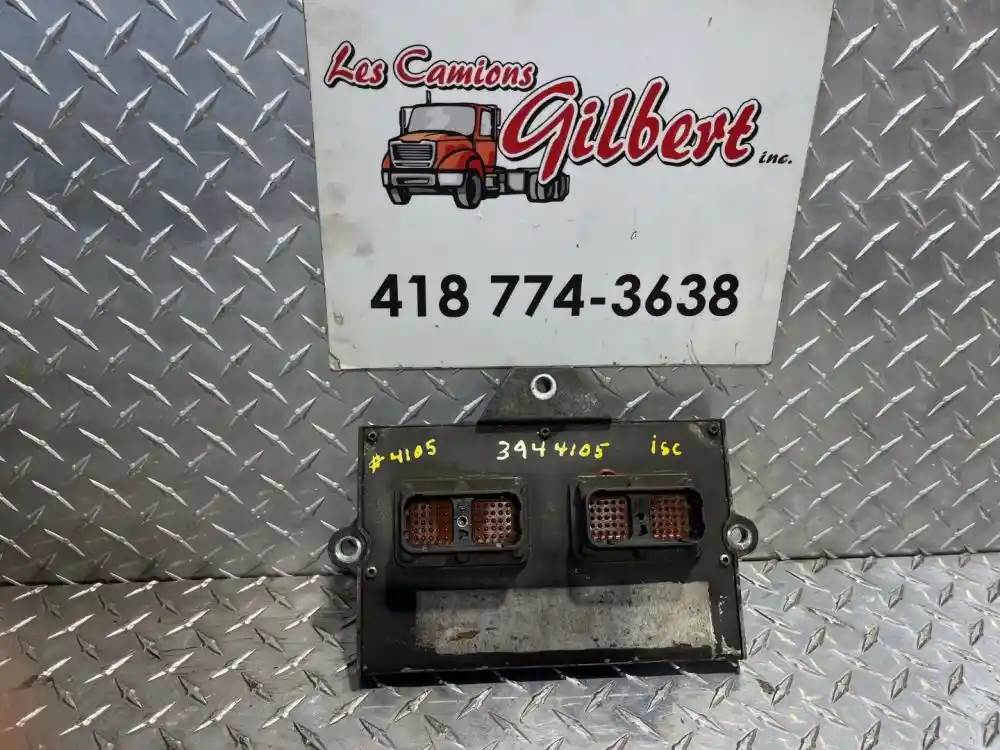 Les Camions
Gilbert inc.
418 774-3638
#4105 3944105 isc